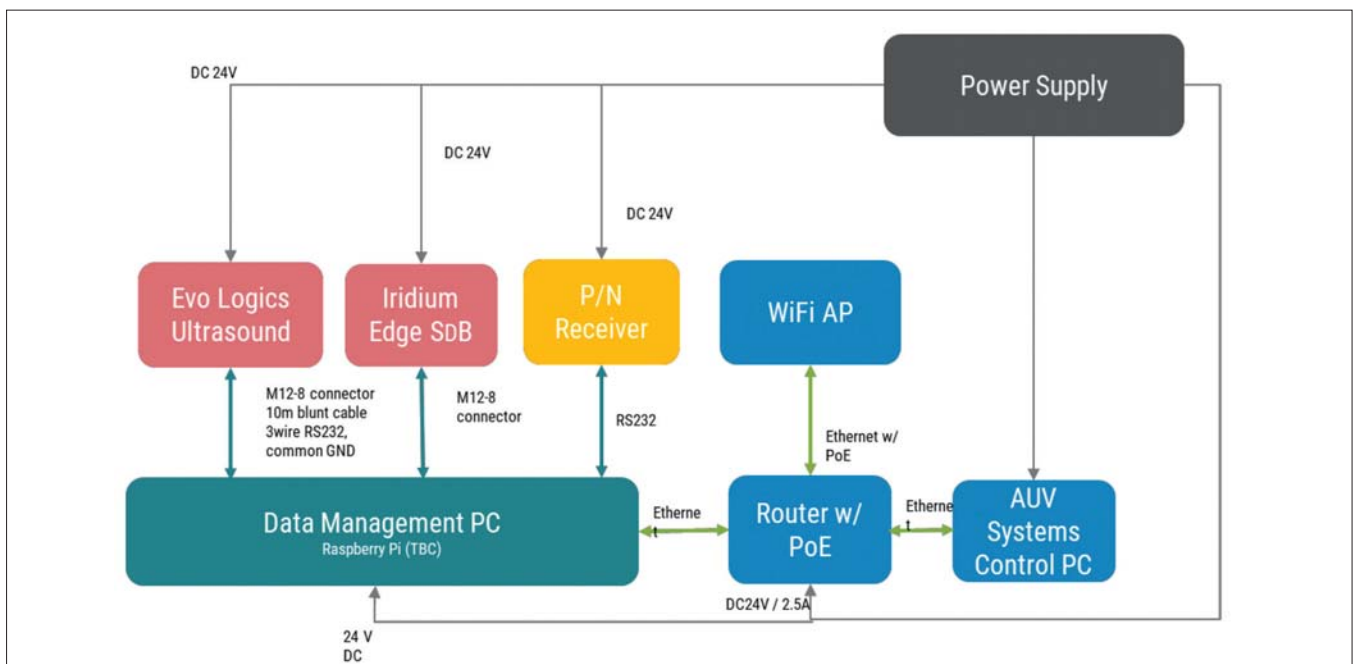 Power Supply
DC 24V
DC 24V
DC 24V
Evo Logics
Ultrasound
Iridium
Edge SDB
P/N
Receiver
WiFi AP
M12-8 connector
10m blunt cable
3wire RS232,
common GND
M12-8
connector
RS232
Ethernet w/
PoE
Data Management PC
Raspberry Pi (TBC)
Etherne
t
Router w/
PoE
Etherne
t
AUV
Systems
Control PC
DC24V / 2.5A
24 V
DC